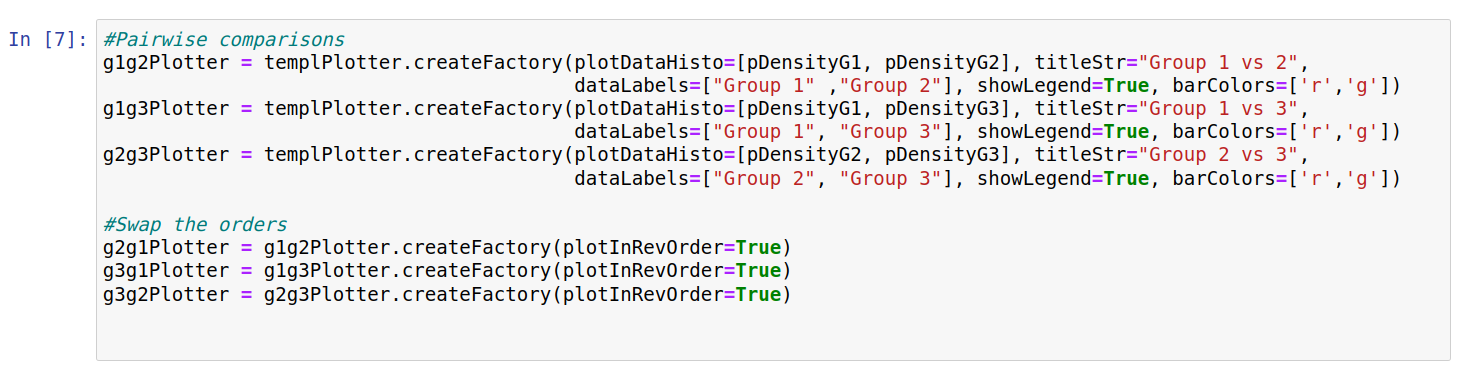 In [7]: #Pairwise comparisons
g1g2Plotter = templPlotter.createFactory(plotDataHisto=[pDensityG1, pDensityG2], titleStr="Group 1 vs 2",
dataLabels=["Group 1" ,"Group 2"], showLegend=True, barColors=['r','g'])
g1g3Plotter = templPlotter.createFactory(plotDataHisto=[pDensityG1, pDensityG3], titleStr="Group 1 vs 3",
dataLabels=["Group 1", "Group 3"], showLegend=True, barColors=['r','g'])
g2g3Plotter = templPlotter.createFactory(plotDataHisto=[pDensityG2, pDensityG3], titleStr="Group 2 vs 3",
dataLabels=["Group 2", "Group 3"], showLegend=True, barColors=['r','g'])
#Swap the orders
g2g1Plotter = g1g2Plotter.createFactory(plotInRevOrder=True)
g3g1Plotter = g1g3Plotter.createFactory(plotInRevOrder=True)
g3g2Plotter = g2g3Plotter.createFactory(plotInRevOrder=True)